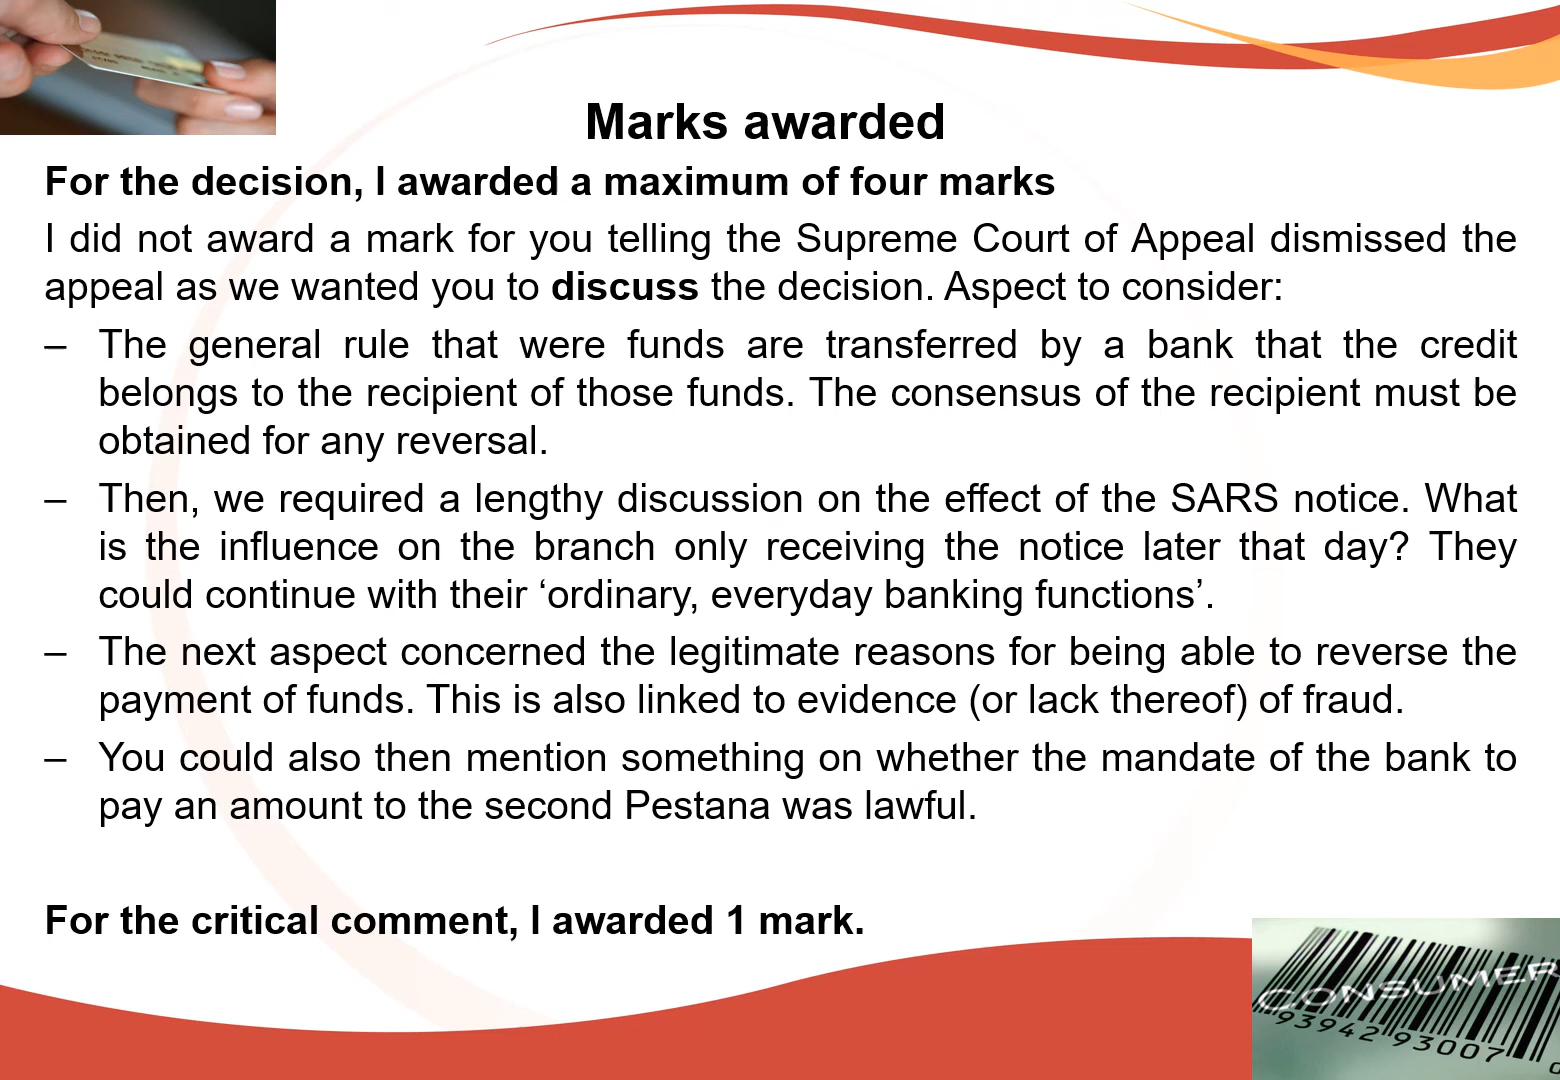 Marks awarded
For the decision, I awarded a maximum of four marks
I did not award a mark for you telling the Supreme Court of Appeal dismissed the
appeal as we wanted you to discuss the decision. Aspect to consider:
– The general rule that were funds are transferred by a bank that the credit
belongs to the recipient of those funds. The consensus of the recipient must be
obtained for any reversal.
– Then, we required a lengthy discussion on the effect of the SARS notice. What
is the influence on the branch only receiving the notice later that day? They
could continue with their ‘ordinary, everyday banking functions’.
– The next aspect concerned the legitimate reasons for being able to reverse the
payment of funds. This is also linked to evidence (or lack thereof) of fraud.
– You could also then mention something on whether the mandate of the bank to
pay an amount to the second Pestana was lawful.
For the critical comment, I awarded 1 mark.
CONSUMER
93942 93007